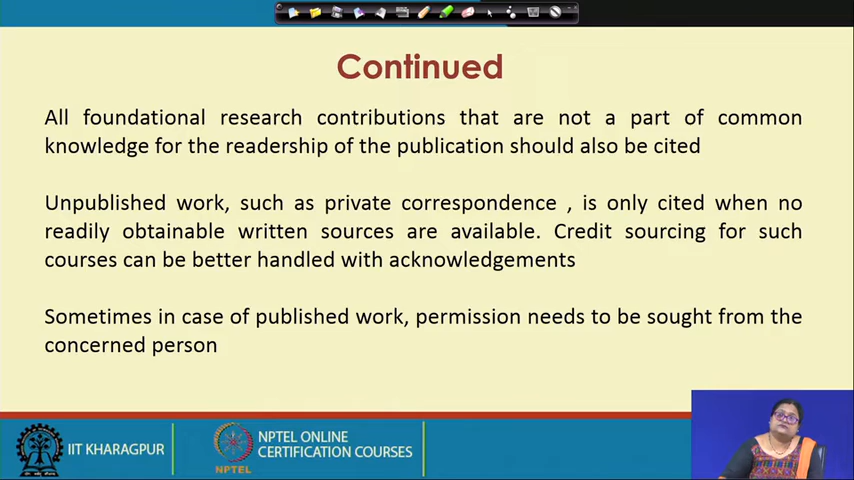 Continued
All foundational research contributions that are not a part of common
knowledge for the readership of the publication should also be cited
Unpublished work, such as private correspondence , is only cited when no
readily obtainable written sources are available. Credit sourcing for such
courses can be better handled with acknowledgements
Sometimes in case of published work, permission needs to be sought from the
concerned person
IIT KHARAGPUR
NPTEL
NPTEL ONLINE
CERTIFICATION COURSES